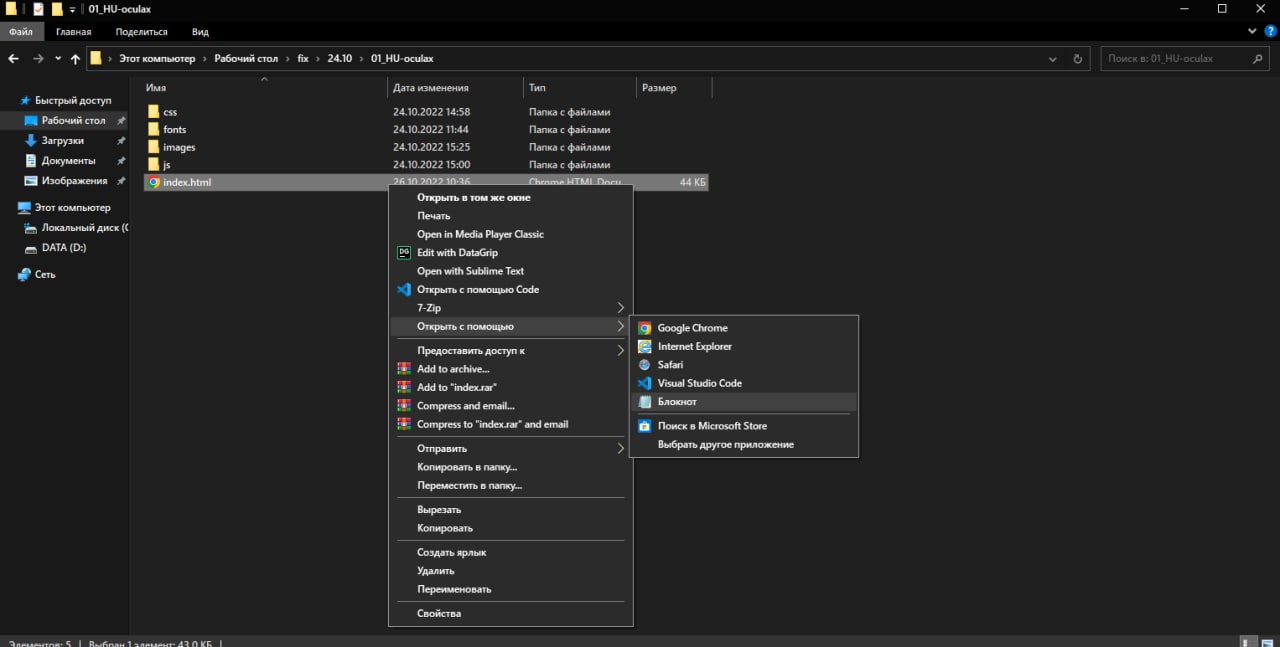 01_HU-oculax
Файл Главная Поделиться Вид
Этот компьютер > Рабочий стол > fix > 24.10 > 01_HU-oculax
Поиск в: 01_HU-oculax
Быстрый доступ
Рабочий стол
Загрузки
Документы
Изображения
Этот компьютер
Локальный диск (C
DATA (D:)
Сеть
Имя Дата изменения Тип Размер
css 24.10.2022 14:58 Папка с файлами
fonts 24.10.2022 11:44 Папка с файлами
images 24.10.2022 15:25 Папка с файлами
js 24.10.2022 15:00 Папка с файлами
index.html 26.10.2022 10:36 Chrome HTML Docu... 44 КБ
Открыть в том же окне
Печать
Open in Media Player Classic
DG Edit with DataGrip
Open with Sublime Text
Открыть с помощью Code
7-Zip
Открыть с помощью
Предоставить доступ к
Add to archive...
Add to "index.rar"
Compress and email...
Compress to "index.rar" and email
Отправить
Копировать в папку...
Переместить в папку...
Вырезать
Копировать
Создать ярлык
Удалить
Переименовать
Свойства
Google Chrome
Internet Explorer
Safari
Visual Studio Code
Блокнот
Поиск в Microsoft Store
Выбрать другое приложение
Элементов: 5 | Выбран 1 элемент: 43,0 КБ |